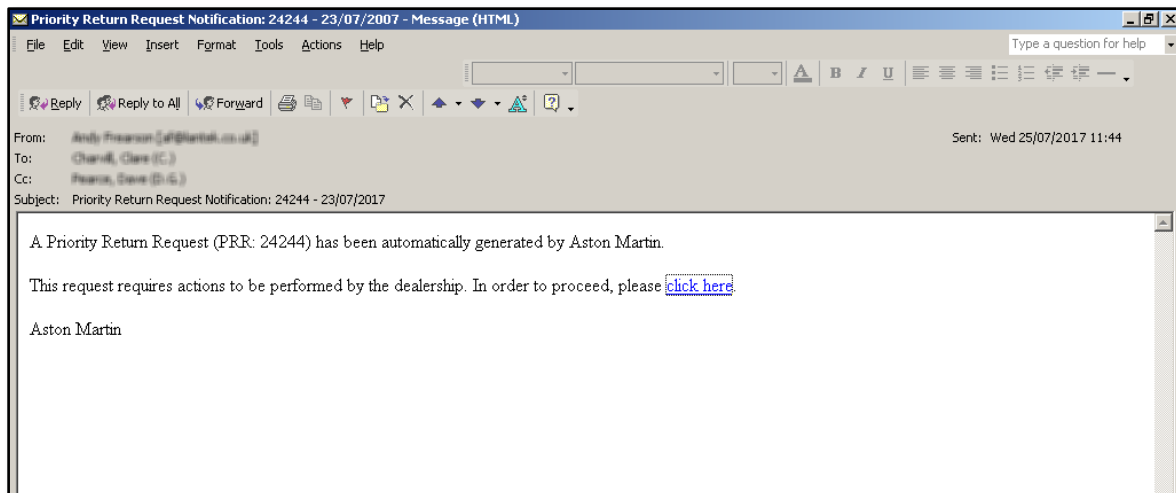 Priority Return Request Notification: 24244 - 23/07/2007 - Message (HTML)
File Edit View Insert Format Tools Actions Help Type a question for help
A B I U
Reply Reply to All Forward
From: Sent: Wed 25/07/2017 11:44
To:
Cc:
Subject: Priority Return Request Notification: 24244 - 23/07/2017
A Priority Return Request (PRR: 24244) has been automatically generated by Aston Martin.
This request requires actions to be performed by the dealership. In order to proceed, please click here.
Aston Martin